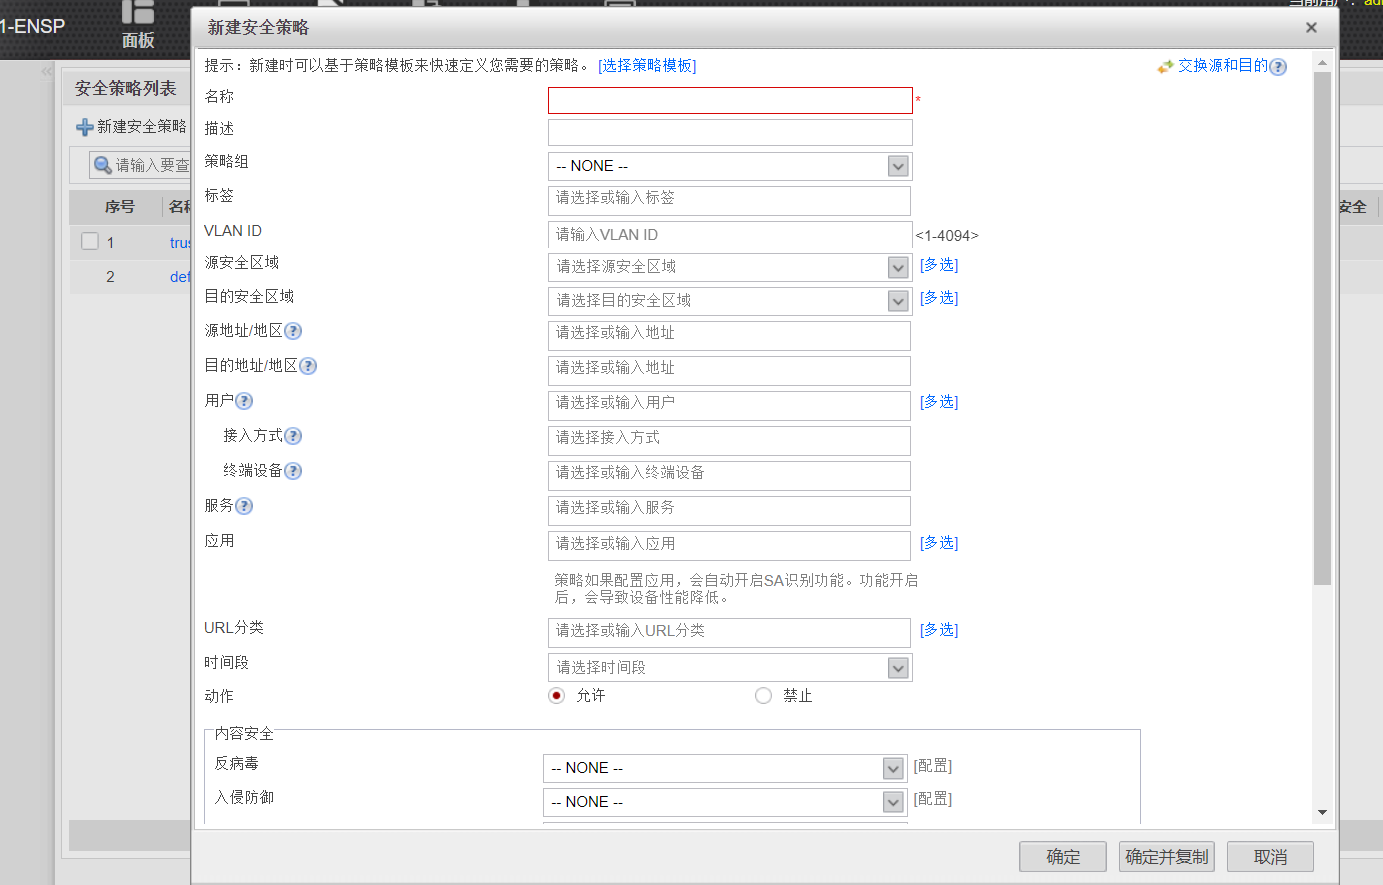 1-ENSP
面板
新建安全策略
提示：新建时可以基于策略模板来快速定义您需要的策略。 [选择策略模板]
交换源和目的
安全策略列表
新建安全策略
请输入要查
序号
1
trus
2
def
安全
名称
*
描述
策略组
-- NONE --
标签
请选择或输入标签
VLAN ID
请输入VLAN ID
<1-4094>
源安全区域
请选择源安全区域
[多选]
目的安全区域
请选择目的安全区域
[多选]
源地址/地区
请选择或输入地址
目的地址/地区
请选择或输入地址
用户
请选择或输入用户
[多选]
接入方式
请选择接入方式
终端设备
请选择或输入终端设备
服务
请选择或输入服务
应用
请选择或输入应用
[多选]
策略如果配置应用，会自动开启SA识别功能。功能开启
后，会导致设备性能降低。
URL分类
请选择或输入URL分类
[多选]
时间段
请选择时间段
动作
允许
禁止
内容安全
反病毒
-- NONE --
[配置]
入侵防御
-- NONE --
[配置]
确定
确定并复制
取消